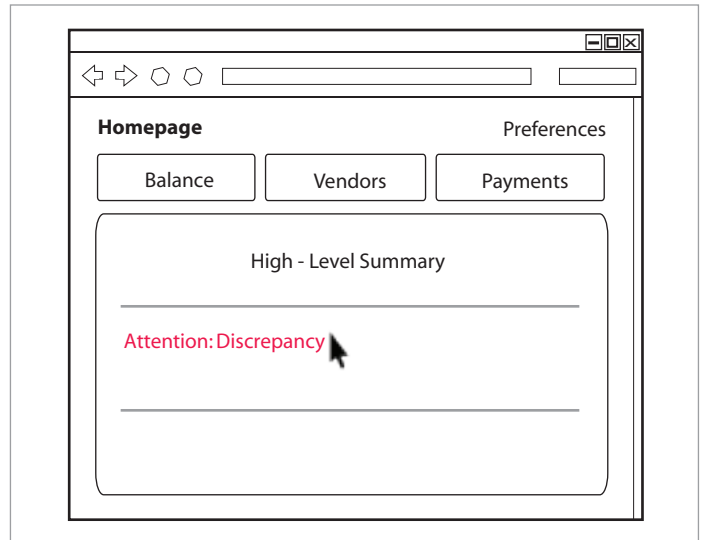 Homepage
Preferences
Balance
Vendors
Payments
High - Level Summary
Attention: Discrepancy